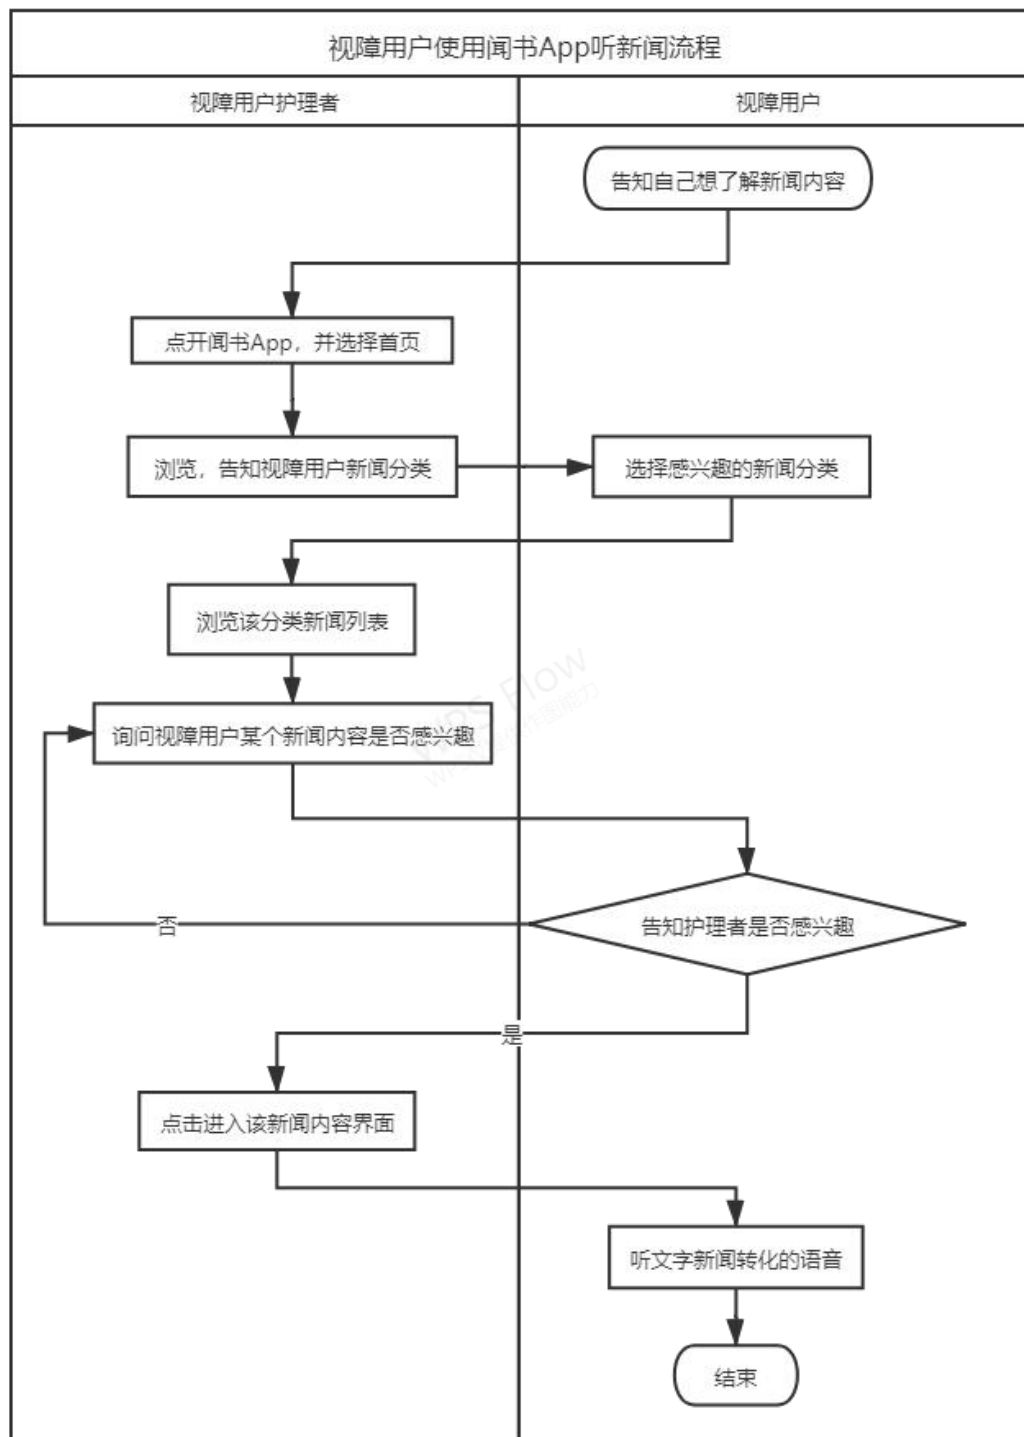 视障用户使用闻书App听新闻流程
视障用户护理者
视障用户
告知自己想了解新闻内容
点开闻书App，并选择首页
浏览，告知视障用户新闻分类
选择感兴趣的新闻分类
浏览该分类新闻列表
WPS Flow
询问视障用户某个新闻内容是否感兴趣
否
告知护理者是否感兴趣
是
点击进入该新闻内容界面
听文字新闻转化的语音
结束